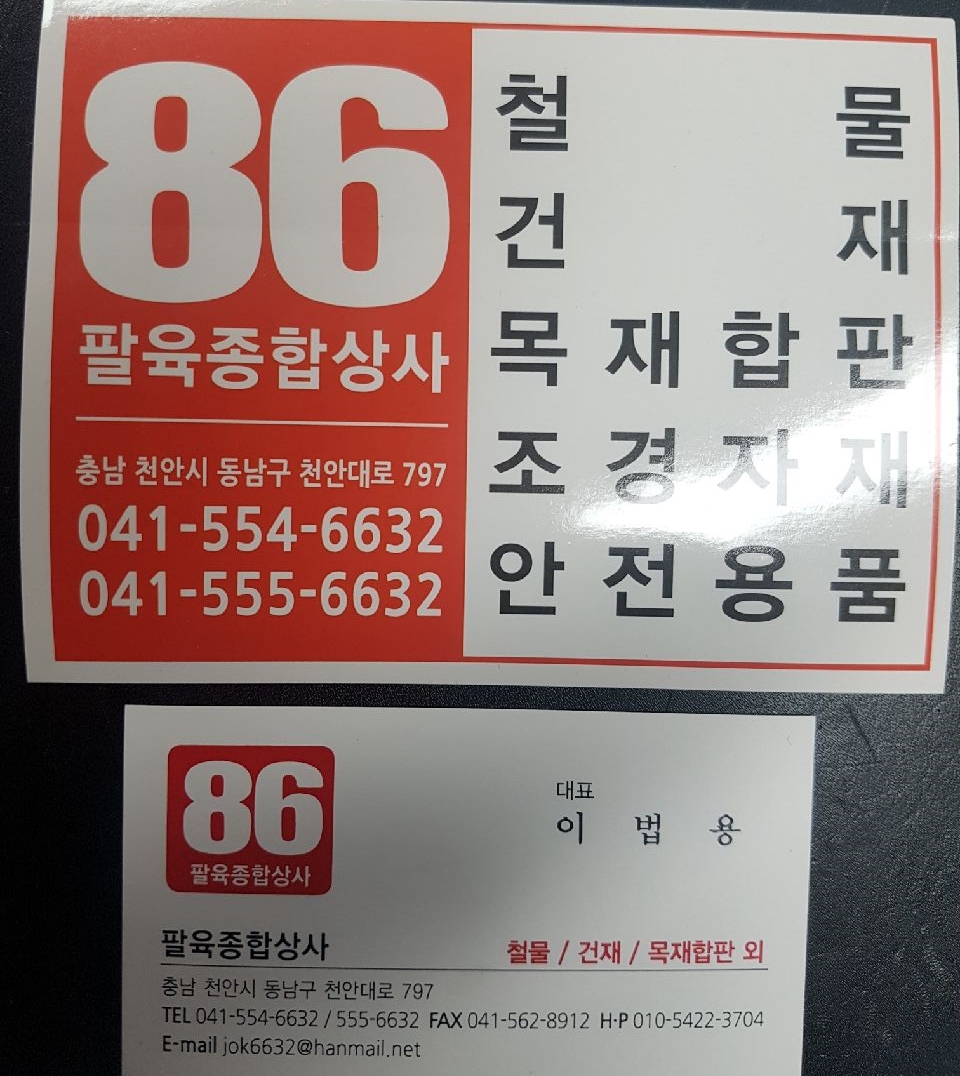 86
팔육종합상사
충남 천안시 동남구 천안대로 797
041-554-6632
041-555-6632
철 물
건 재
목 재 합 판
조 경 자 재
안 전 용 품
86
팔육종합상사
대표
이 법 용
팔육종합상사
철물 / 건재 / 목재합판 외
충남 천안시 동남구 천안대로 797
TEL 041-554-6632 / 555-6632 FAX 041-562-8912 H·P 010-5422-3704
E-mail jok6632@hanmail.net